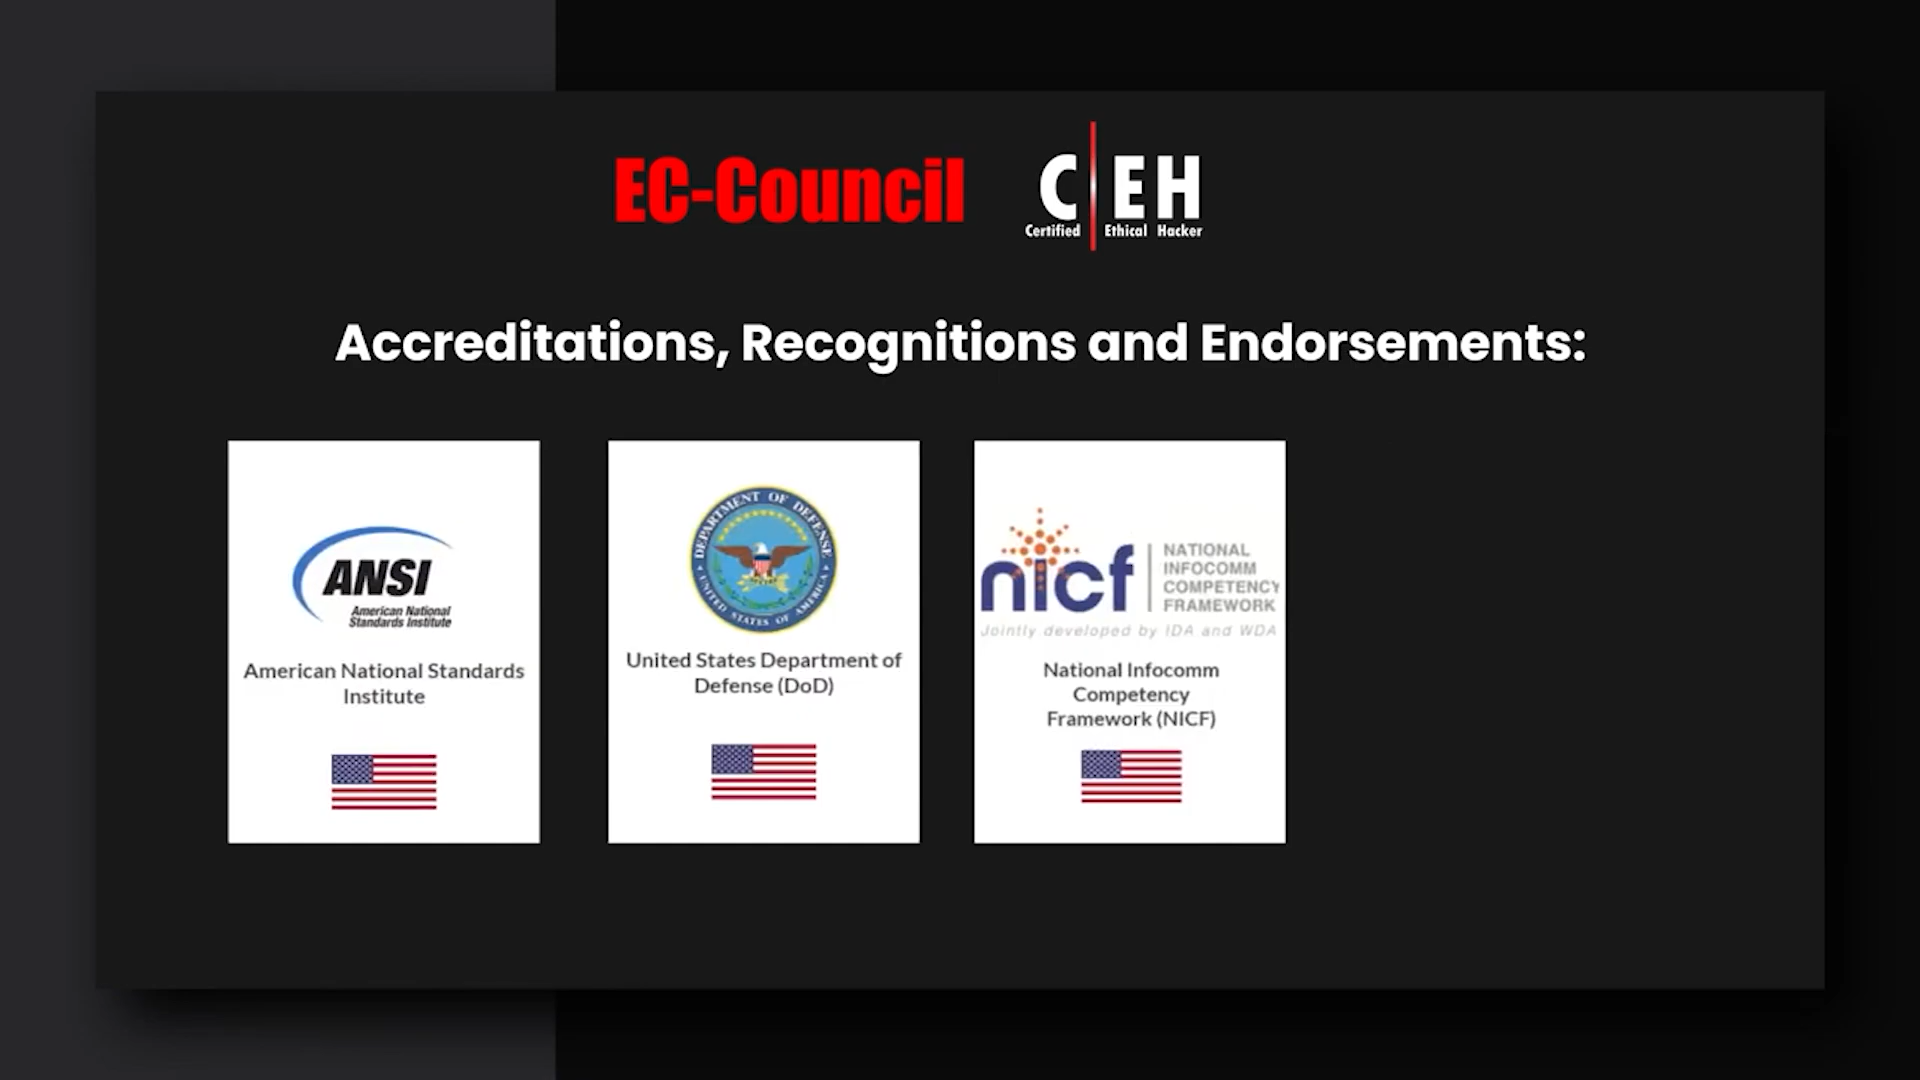 EC-Council
C EH
Certified Ethical Hacker
Accreditations, Recognitions and Endorsements:
ANSI
American National
Standards Institute
American National Standards
Institute
DEPARTMENT OF DEFENSE
UNITED STATES OF AMERICA
United States Department of
Defense (DoD)
nicf
NATIONAL
INFOCOMM
COMPETENCY
FRAMEWORK
Jointly developed by IDA and WDA
National Infocomm
Competency
Framework (NICF)